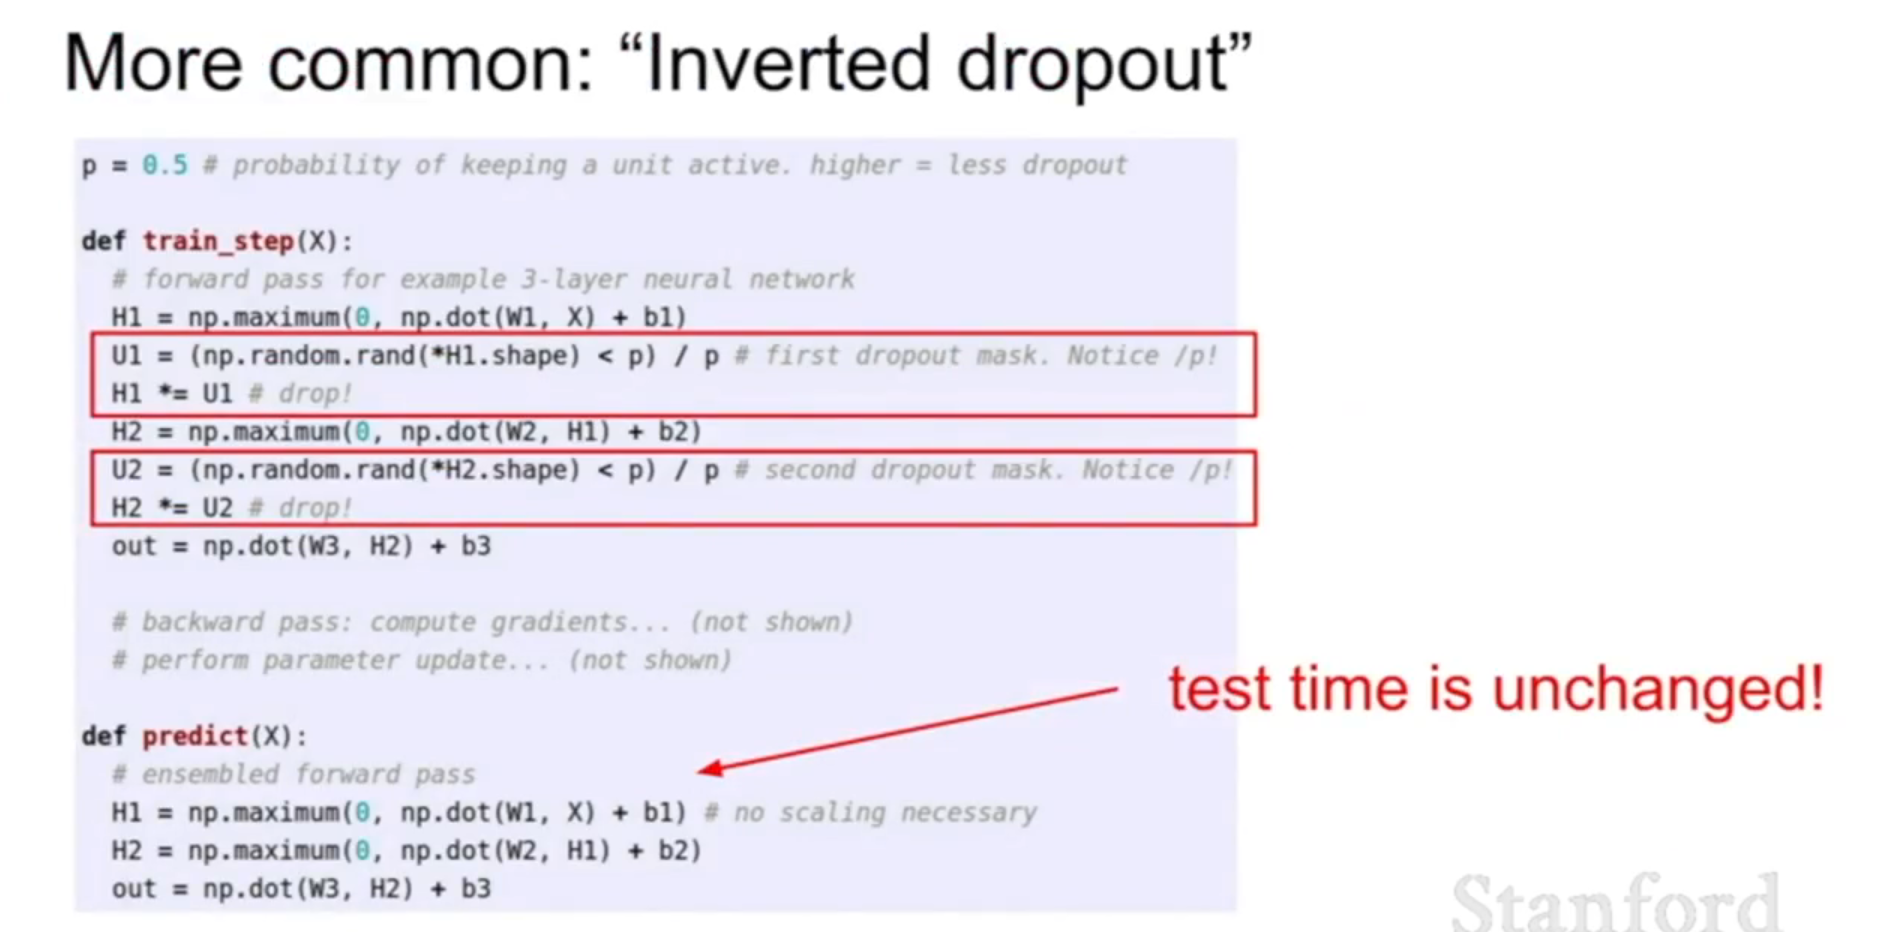 More common: “Inverted dropout”
p = 0.5 # probability of keeping a unit active. higher = less dropout
def train_step(X):
# forward pass for example 3-layer neural network
H1 = np.maximum(0, np.dot(W1, X) + b1)
U1 = (np.random.rand(*H1.shape) < p) / p # first dropout mask. Notice /p!
H1 *= U1 # drop!
H2 = np.maximum(0, np.dot(W2, H1) + b2)
U2 = (np.random.rand(*H2.shape) < p) / p # second dropout mask. Notice /p!
H2 *= U2 # drop!
out = np.dot(W3, H2) + b3
# backward pass: compute gradients... (not shown)
# perform parameter update... (not shown)
test time is unchanged!
def predict(X):
# ensembled forward pass
H1 = np.maximum(0, np.dot(W1, X) + b1) # no scaling necessary
H2 = np.maximum(0, np.dot(W2, H1) + b2)
out = np.dot(W3, H2) + b3
Stanford